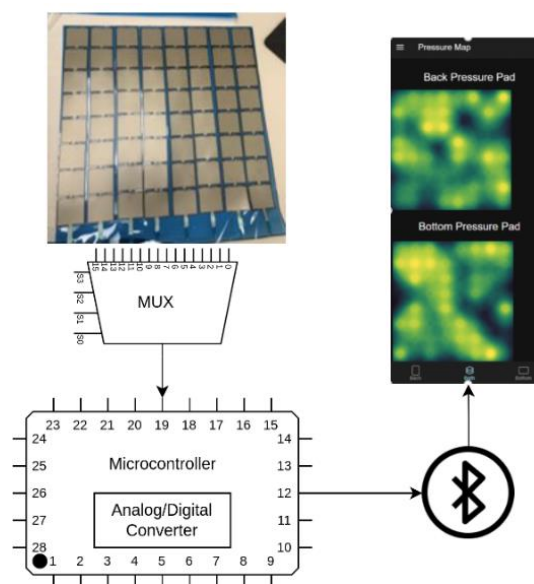 Pressure Map
Back Pressure Pad
Bottom Pressure Pad
Back
Both
Bottom
15 14 13 12 11 10 9 8 7 6 5 4 3 2 1 0
S3
S2
S1
S0
MUX
23 22 21 20 19 18 17 16 15
24 14
25 Microcontroller 13
26 12
27 Analog/Digital 11
Converter
28 10
1 2 3 4 5 6 7 8 9